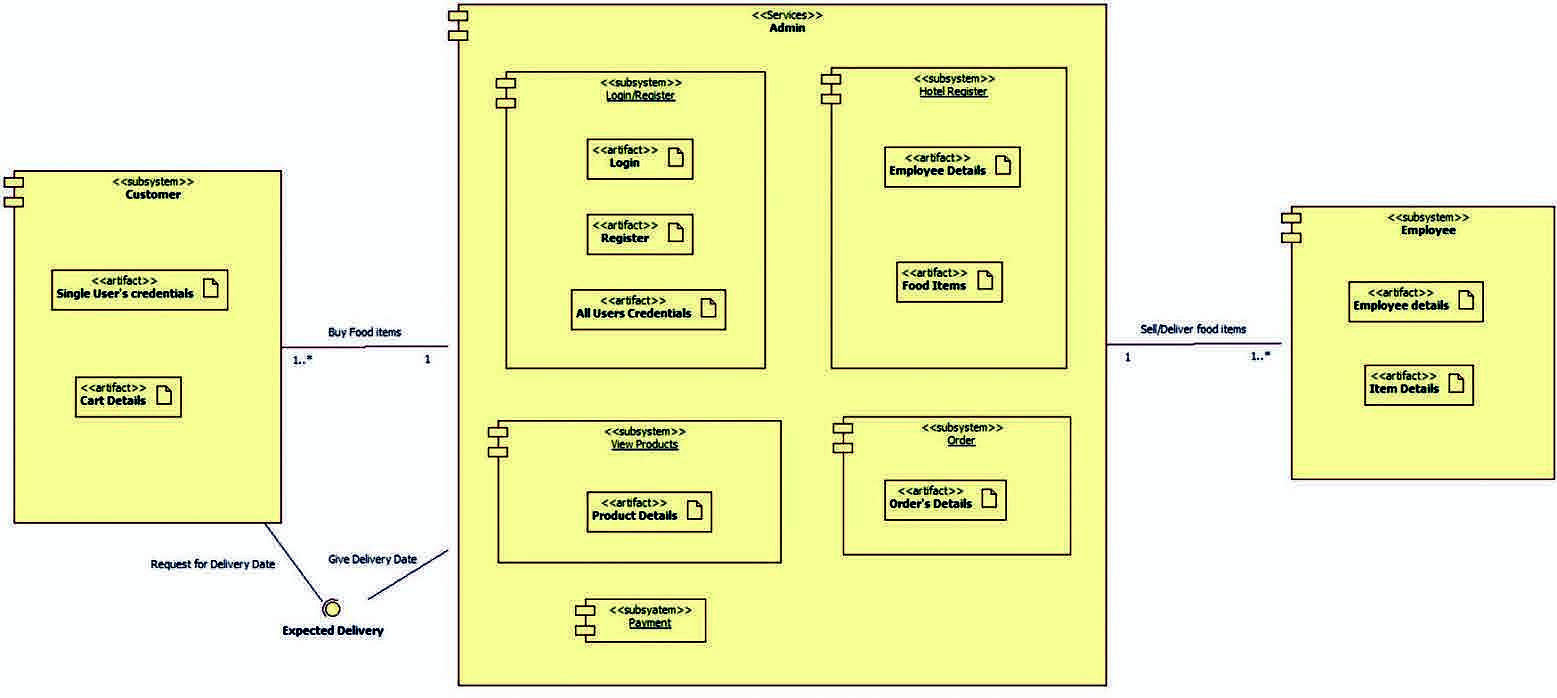 <<Services>>
Admin
<<subsystem>>
Login/Register
<<artifact>>
Login
<<artifact>>
Register
<<artifact>>
All Users Credentials
<<subsystem>>
Hotel Register
<<artifact>>
Employee Details
<<artifact>>
Food Items
<<subsystem>>
View Products
<<artifact>>
Product Details
<<subsystem>>
Order
<<artifact>>
Order's Details
<<subsyatem>>
Payment
<<subsystem>>
Customer
<<artifact>>
Single User's credentials
<<artifact>>
Cart Details
Buy Food items
1..*
1
Request for Delivery Date
Give Delivery Date
Expected Delivery
Sell/Deliver food items
1
1..*
<<subsystem>>
Employee
<<artifact>>
Employee details
<<artifact>>
Item Details